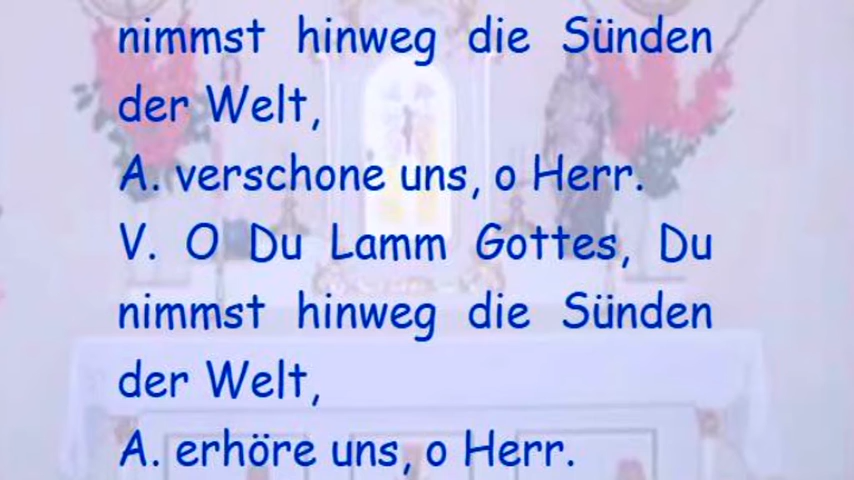 nimmst hinweg die Sünden
der Welt,
A. verschone uns, o Herr.
V. O Du Lamm Gottes, Du
nimmst hinweg die Sünden
der Welt,
A. erhöre uns, o Herr.